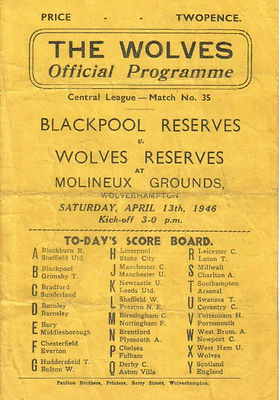 PRICE - - TWOPENCE.
THE WOLVES
Official Programme
Central League — Match No. 35
BLACKPOOL RESERVES
v.
WOLVES RESERVES
AT
MOLINEUX GROUNDS,
WOLVERHAMPTON
SATURDAY, APRIL 13th, 1946
Kick-off 3-0 p.m.
TO-DAY'S SCORE BOARD.
A Blackburn R. Sheffield Utd.
B Blackpool Grimsby T.
C Bradford Sunderland
D Barnsley Burnley
E Bury Middlesborough
F Chesterfield Everton
G Huddersfield T. Bolton W.
H Liverpool Stoke City
J Manchester C. Manchester U.
K Newcastle U. Leeds Utd.
L Sheffield W. Preston N. E.
M Birmingham C. Nottingham F.
N Brentford Plymouth A.
P Chelsea Fulham
Q Derby C. Aston Villa
R Leicester C. Luton T.
S Millwall Charlton A.
T Southampton Arsenal
U Swansea T. Coventry C.
V Tottenham H. Portsmouth
W West Brom A. Newport C.
X West Ham U. Wolves
Y Scotland England
Paulton Brothers, Printers, Berry Street, Wolverhampton.